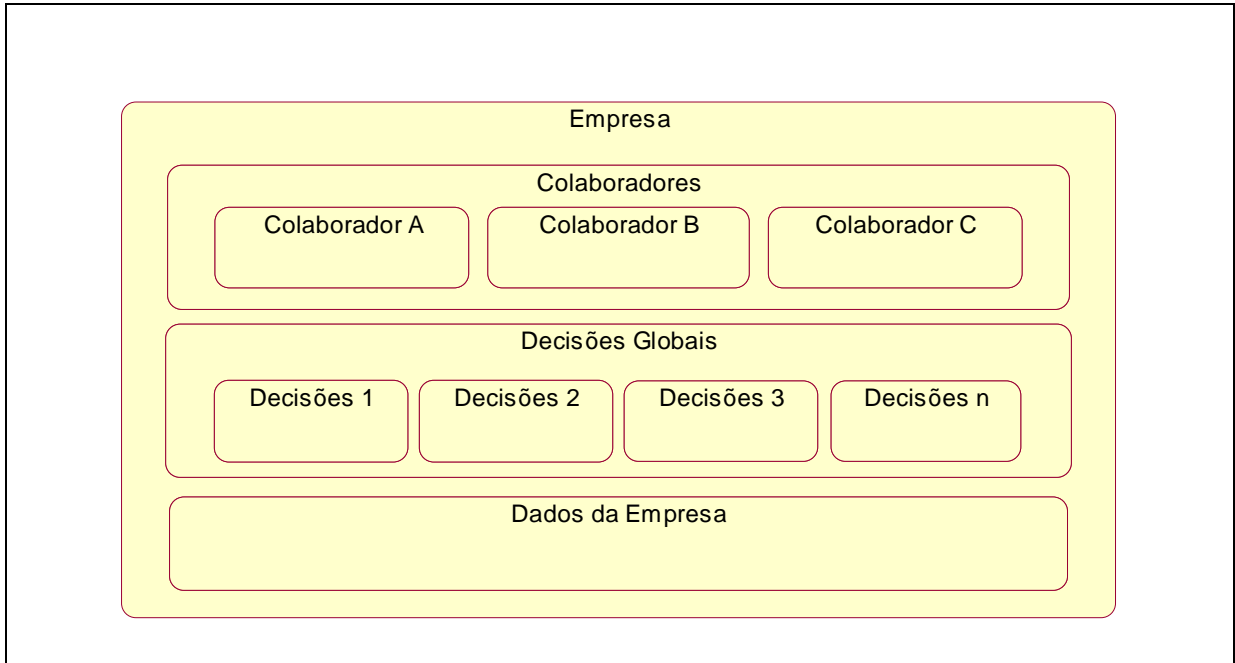 Empresa
Colaboradores
Colaborador A
Colaborador B
Colaborador C
Decisões Globais
Decisões 1
Decisões 2
Decisões 3
Decisões n
Dados da Empresa